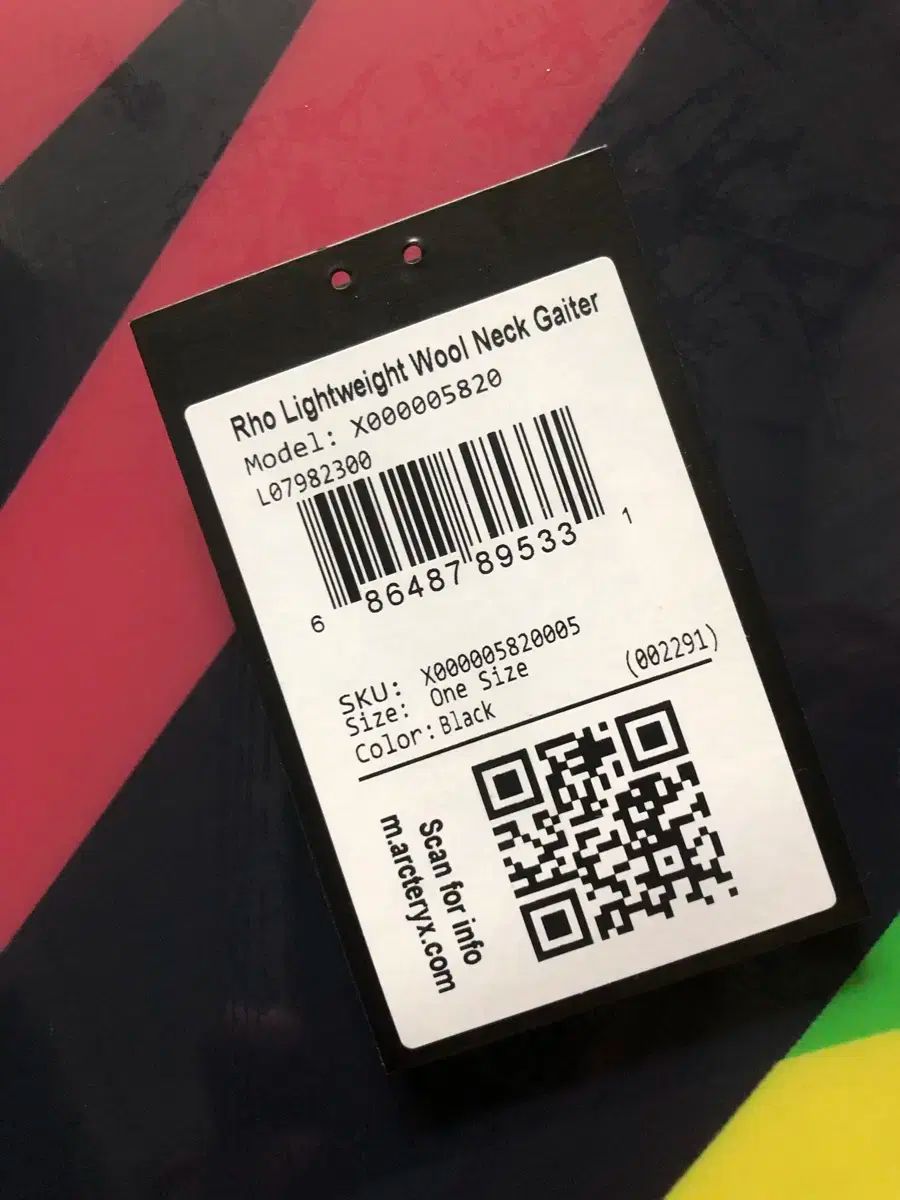 Rho Lightweight Wool Neck Gaiter
Model: X000005820
L07982300
6 86487 89533 1
SKU: X000005820005
Size: One Size (002291)
Color: Black
Scan for info
m.arcteryx.com